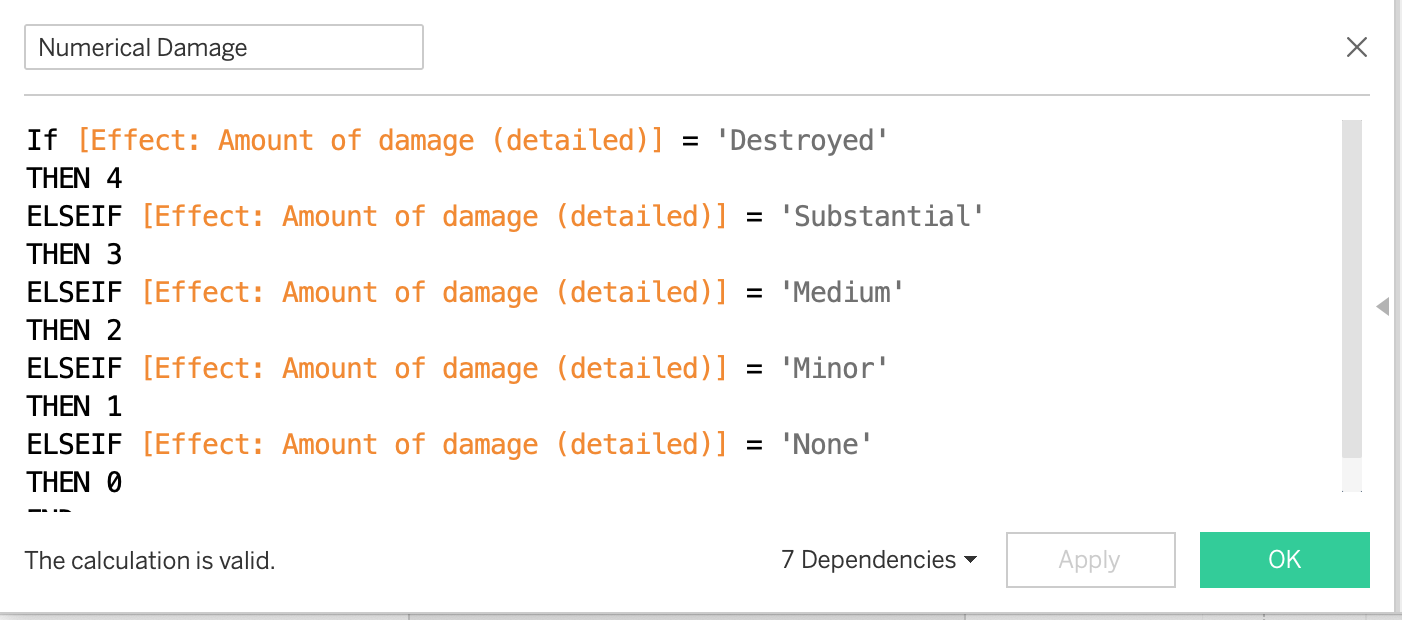 Numerical Damage
If [Effect: Amount of damage (detailed)] = 'Destroyed'
THEN 4
ELSEIF [Effect: Amount of damage (detailed)] = 'Substantial'
THEN 3
ELSEIF [Effect: Amount of damage (detailed)] = 'Medium'
THEN 2
ELSEIF [Effect: Amount of damage (detailed)] = 'Minor'
THEN 1
ELSEIF [Effect: Amount of damage (detailed)] = 'None'
THEN 0
END
The calculation is valid.
7 Dependencies
Apply
OK